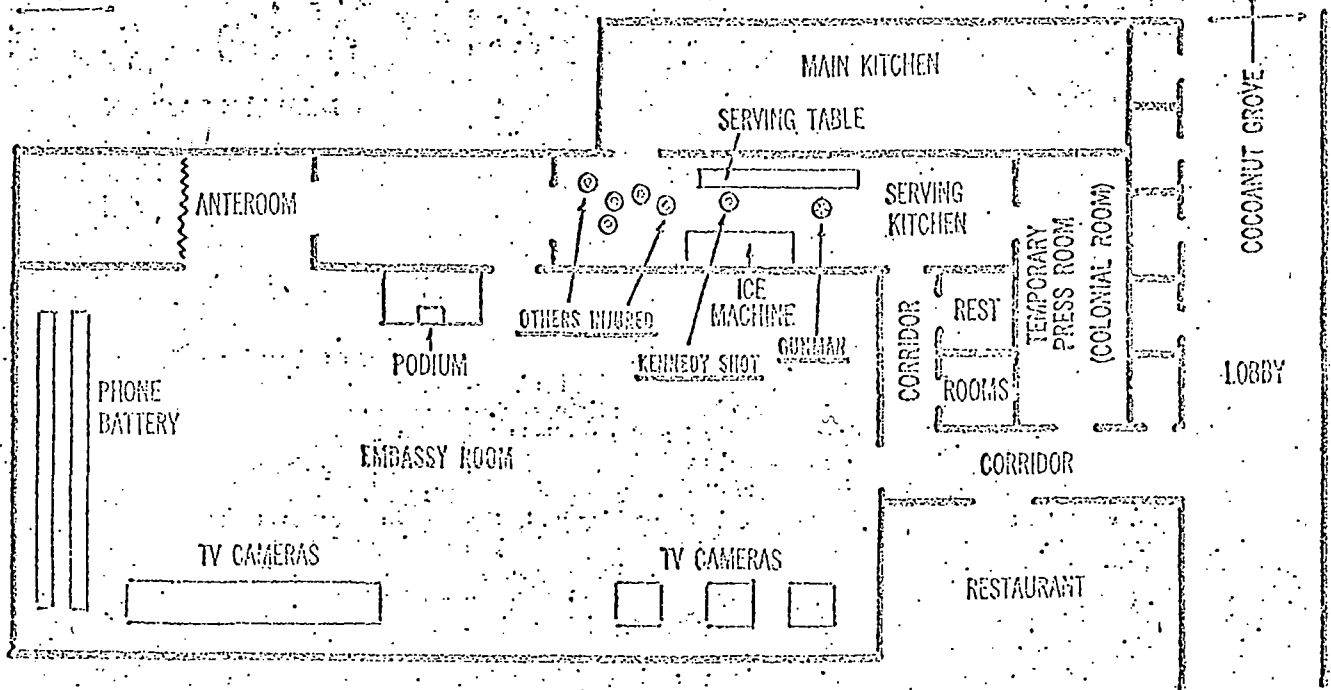 MAIN KITCHEN
SERVING TABLE
ANTEROOM
SERVING
KITCHEN
COCOANUT GROVE
TEMPORARY
PRESS ROOM
(COLONIAL ROOM)
OTHERS INJURED
ICE
MACHINE
KENNEDY SHOT
GUNMAN
PODIUM
CORRIDOR
REST
ROOMS
LOBBY
PHONE
BATTERY
EMBASSY ROOM
CORRIDOR
TV CAMERAS
TV CAMERAS
RESTAURANT